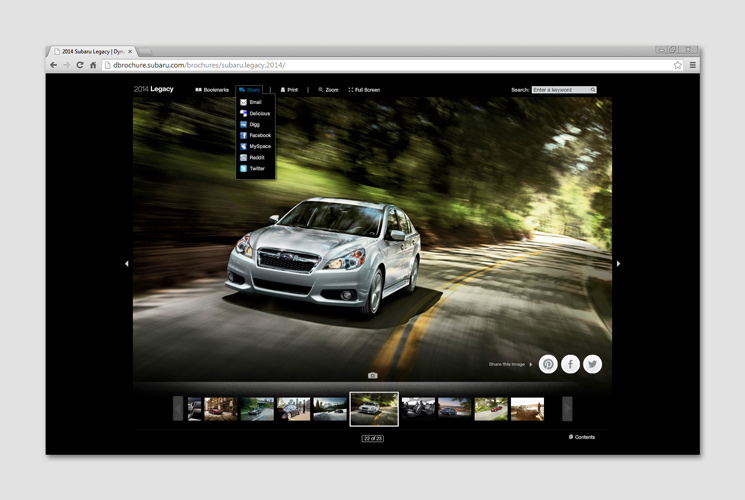 2014 Subaru Legacy | Dyn
dbrochure.subaru.com/brochures/subaru.legacy.2014/
2014 Legacy
Bookmarks
Share
Print
Zoom
Full Screen
Search:
Enter a keyword
Email
Delicious
Digg
Facebook
MySpace
Reddit
Twitter
Share this image
22 of 23
Contents